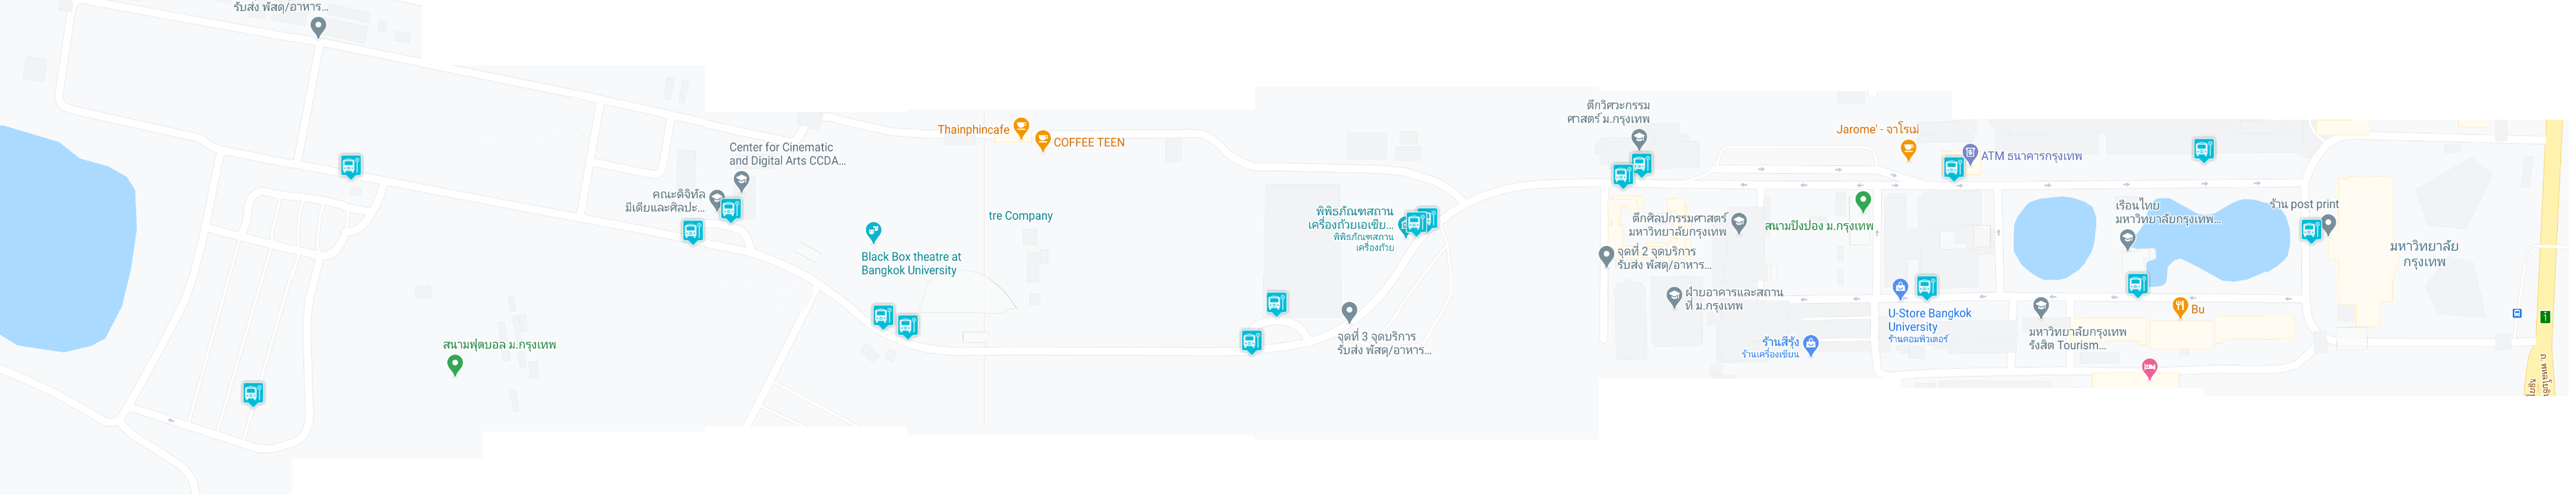 รับส่ง พัสดุ/อาหาร...
Center for Cinematic
and Digital Arts CCDA...
คณะดิจิทัล
มีเดียและศิลปะ...
สนามฟุตบอล ม.กรุงเทพ
Thainphincafe
COFFEE TEEN
tre Company
Black Box theatre at
Bangkok University
พิพิธภัณฑสถาน
เครื่องถ้วยเอเชีย...
พิพิธภัณฑสถาน
เครื่องถ้วย
จุดที่ 3 จุดบริการ
รับส่ง พัสดุ/อาหาร...
ตึกวิศวะกรรม
ศาสตร์ ม.กรุงเทพ
Jarome' - จาโรเม่
ATM ธนาคารกรุงเทพ
ตึกศิลปกรรมศาสตร์
มหาวิทยาลัยกรุงเทพ
สนามปิงปอง ม.กรุงเทพ
จุดที่ 2 จุดบริการ
รับส่ง พัสดุ/อาหาร...
ฝ่ายอาคารและสถาน
ที่ ม.กรุงเทพ
ร้านสีรุ้ง
ร้านเครื่องเขียน
U-Store Bangkok
University
ร้านคอมพิวเตอร์
เรือนไทย
มหาวิทยาลัยกรุงเทพ...
ร้าน post print
มหาวิทยาลัย
กรุงเทพ
Bu
มหาวิทยาลัยกรุงเทพ
รังสิต Tourism...
1
ถ. พหลโยธิน